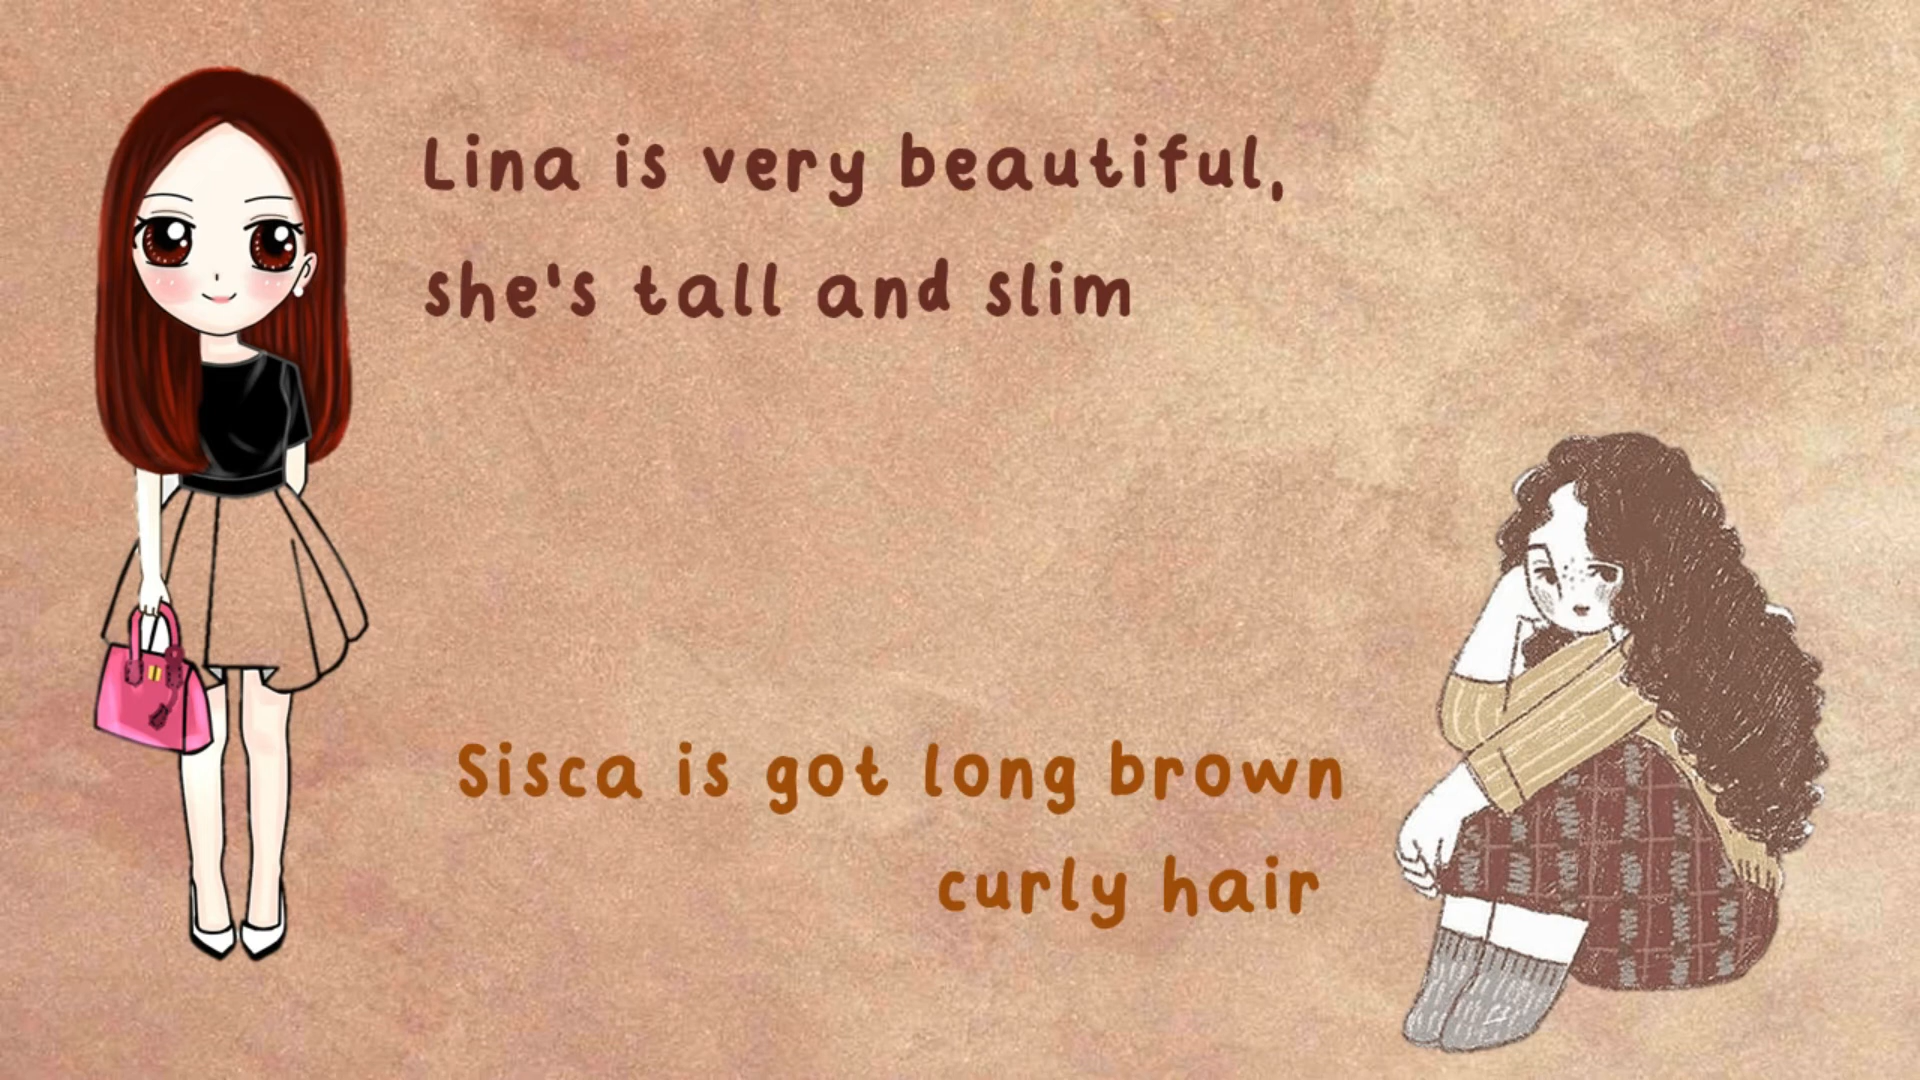 Lina is very beautiful,
she's tall and slim
Sisca is got long brown
curly hair